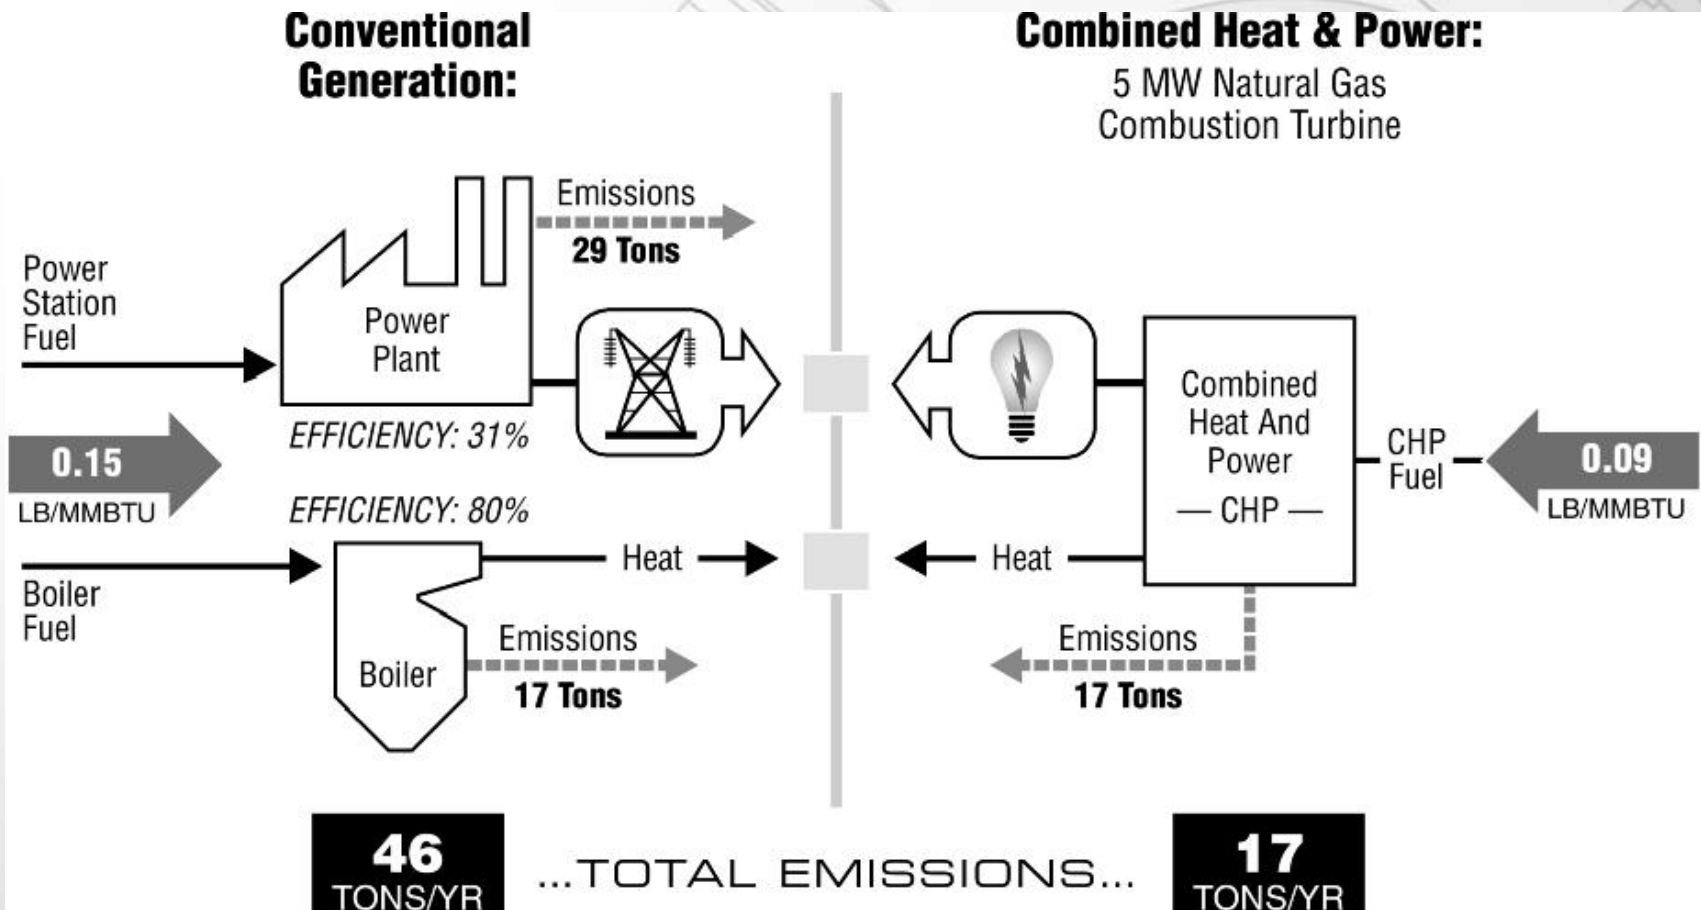 Conventional
Generation:
Combined Heat & Power:
5 MW Natural Gas
Combustion Turbine
Emissions
29 Tons
Power
Station
Fuel
Power
Plant
EFFICIENCY: 31%
0.15
LB/MMBTU
EFFICIENCY: 80%
Heat
Boiler
Fuel
Boiler
Emissions
17 Tons
Combined
Heat And
Power
— CHP —
CHP
Fuel
0.09
LB/MMBTU
Heat
Emissions
17 Tons
46
TONS/YR
...TOTAL EMISSIONS...
17
TONS/YR